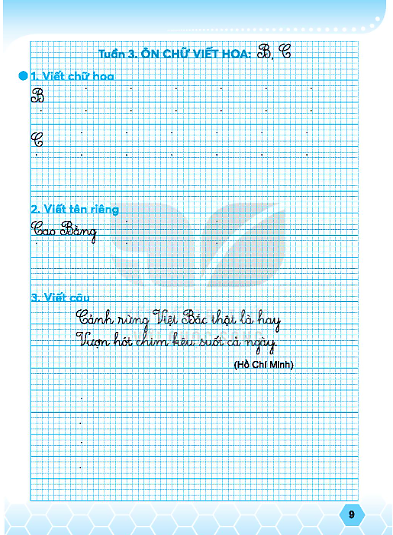 Tuần 3. ÔN CHỮ VIẾT HOA: B, C
1. Viết chữ hoa
B
C
2. Viết tên riêng
Cao Bằng
3. Viết câu
Cảnh rừng Việt Bắc thật là hay
Vượn hót chim kêu suốt cả ngày.
(Hồ Chí Minh)
9